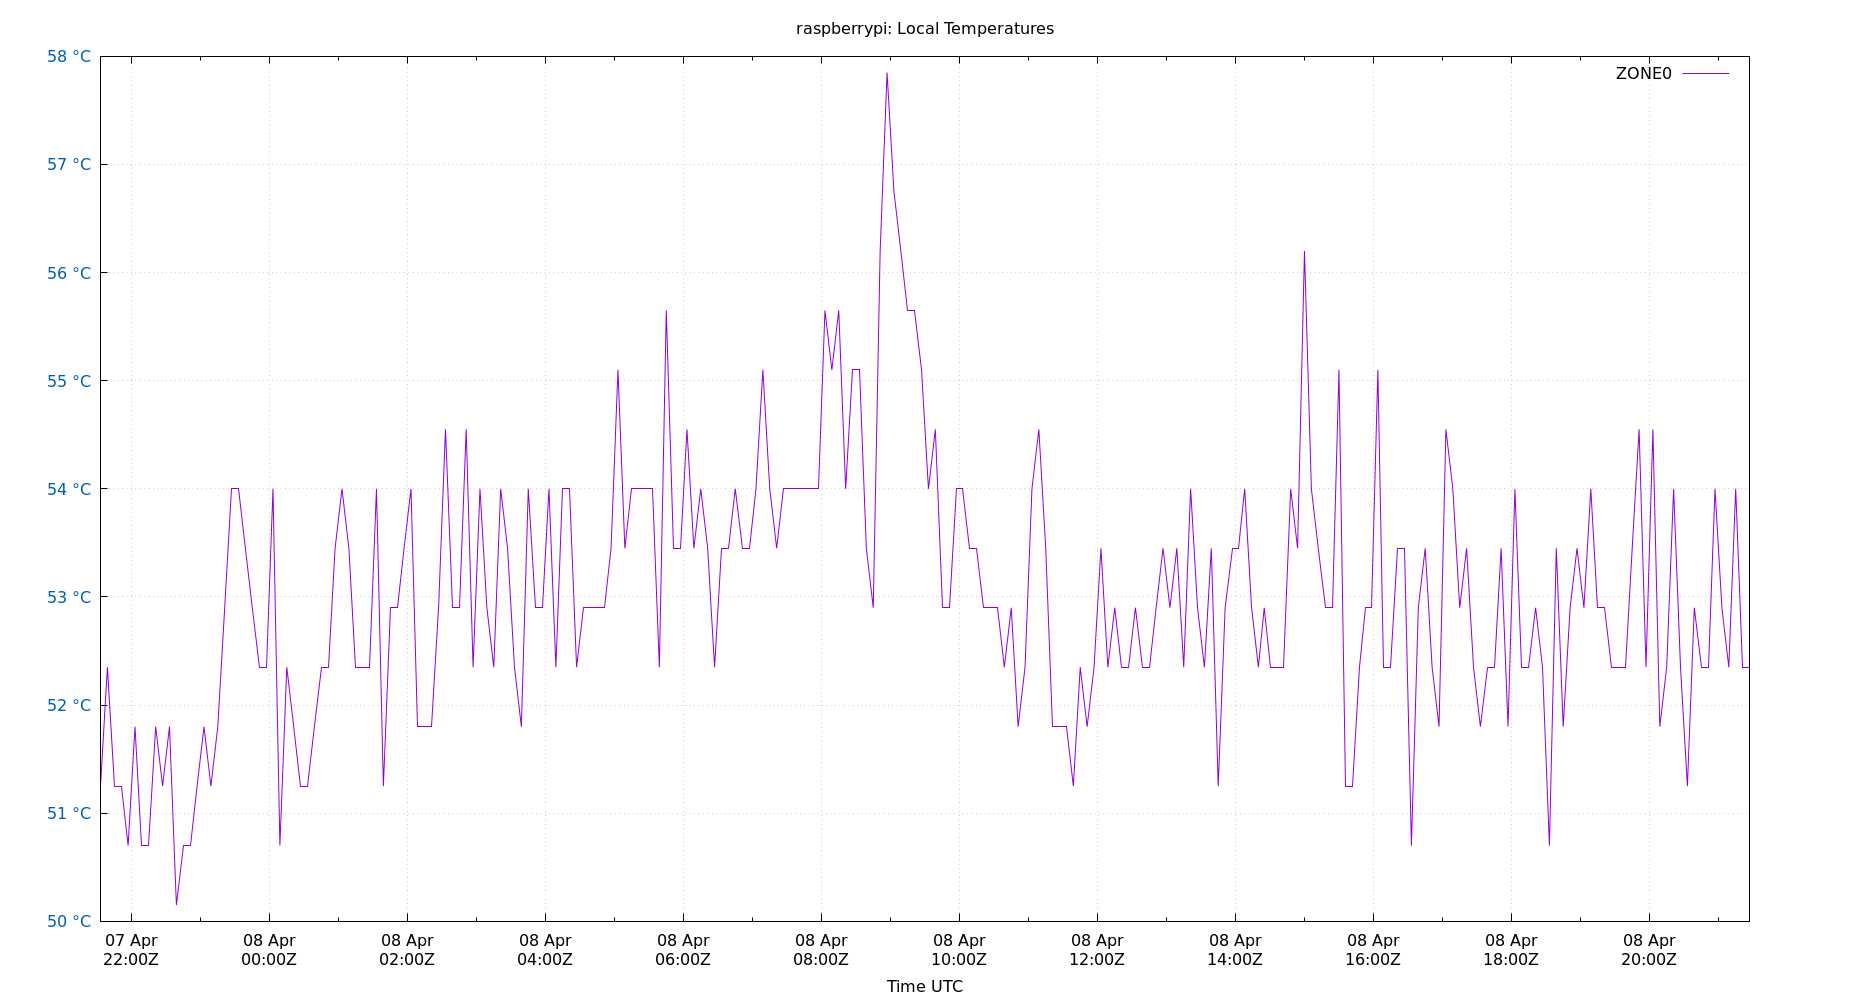 raspberrypi: Local Temperatures
58 °C
ZONE0
57 °C
56 °C
55 °C
54 °C
53 °C
52 °C
51 °C
50 °C
07 Apr 08 Apr 08 Apr 08 Apr 08 Apr 08 Apr 08 Apr 08 Apr 08 Apr 08 Apr 08 Apr 08 Apr
22:00Z 00:00Z 02:00Z 04:00Z 06:00Z 08:00Z 10:00Z 12:00Z 14:00Z 16:00Z 18:00Z 20:00Z
Time UTC